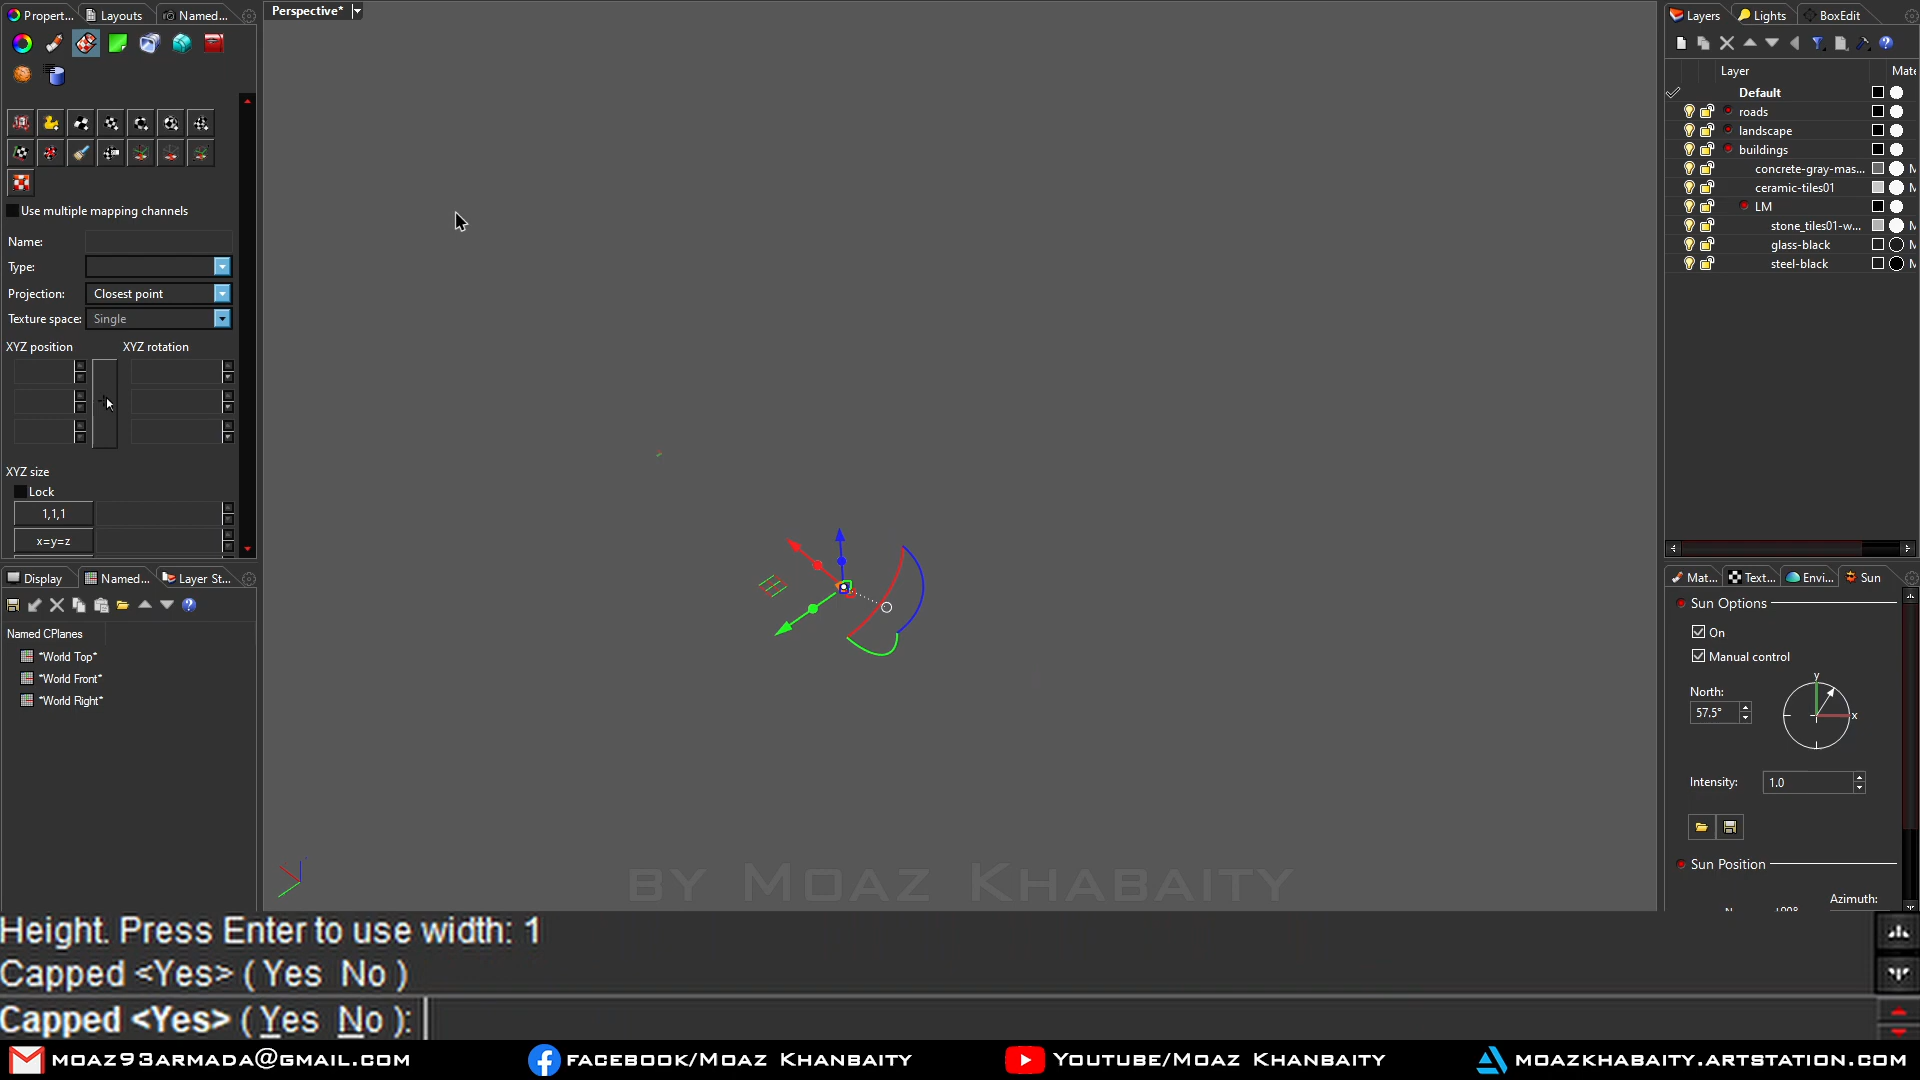 Propert...
Layouts
Named...
Perspective*
Layers
Lights
BoxEdit
Layer
Mate
Default
roads
landscape
buildings
concrete-gray-mas...
M
ceramic-tiles01
M
LM
stone_tiles01-w...
M
glass-black
M
steel-black
M
Use multiple mapping channels
Name:
Type:
Projection:
Closest point
Texture space:
Single
XYZ position
XYZ rotation
XYZ size
Lock
1,1,1
x=y=z
Display
Named...
Layer St...
Named CPlanes
*World Top*
*World Front*
*World Right*
Mat...
Text...
Envi...
Sun
Sun Options
On
Manual control
North:
57.5°
y
x
Intensity:
1.0
Sun Position
Azimuth:
by Moaz Khabaity
Height. Press Enter to use width: 1
Capped <Yes> ( Yes No )
Capped <Yes> ( Yes No ):
moaz93armada@gmail.com
facebook/Moaz Khanbaity
Youtube/Moaz Khanbaity
moazkhabaity.artstation.com